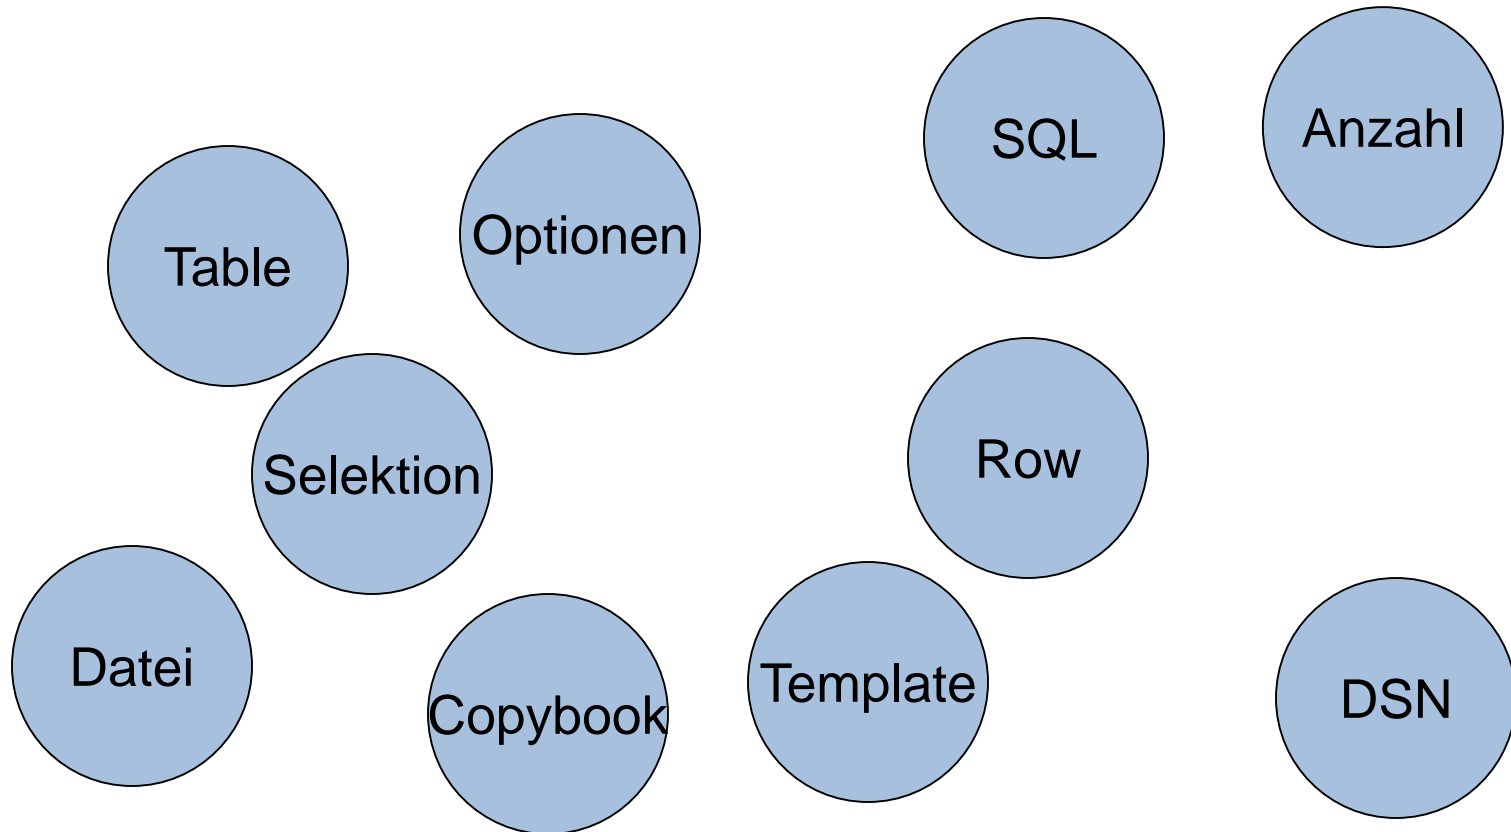 SQL
Anzahl
Optionen
Table
Selektion
Row
Datei
Copybook
Template
DSN